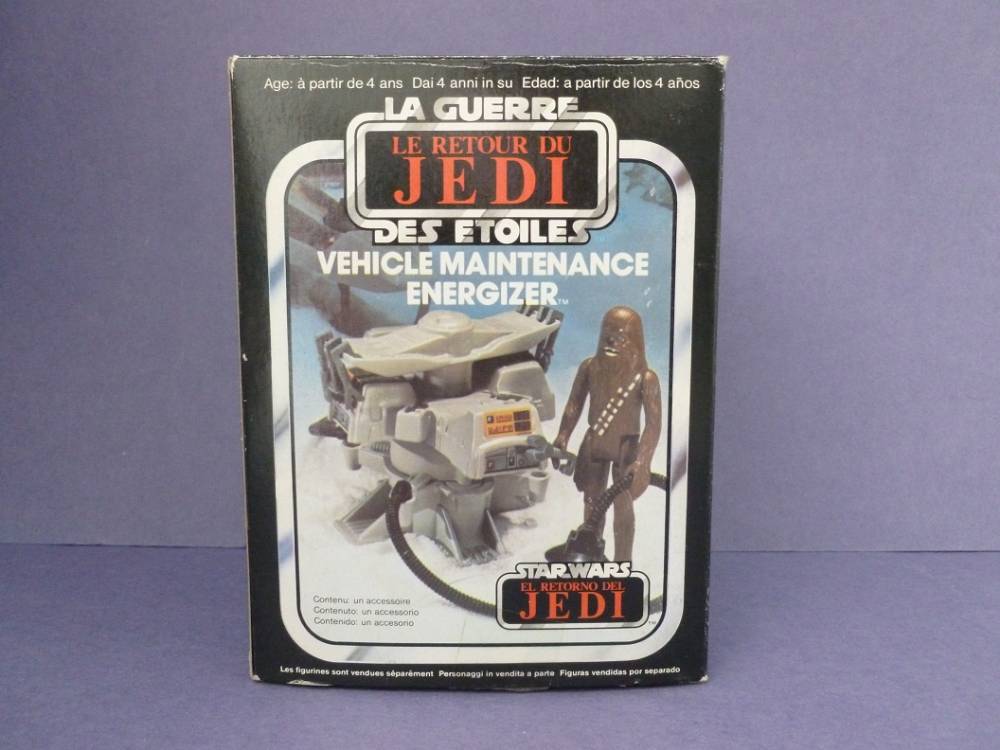 Age: à partir de 4 ans Dai 4 anni in su Edad: a partir de los 4 años
LA GUERRE
LE RETOUR DU
JEDI
DES ETOILES
VEHICLE MAINTENANCE
ENERGIZER™
STAR WARS
EL RETORNO DEL
JEDI
™
Contenu: un accessoire
Contenuto: un accessorio
Contenido: un accesorio
Les figurines sont vendues séparément Personaggi in vendita a parte Figuras vendidas por separado